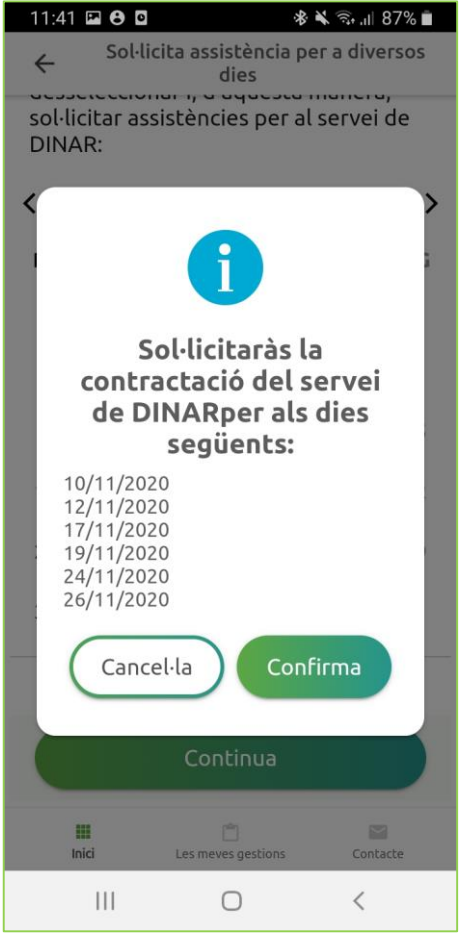 11:41 87%
Sol·licita assistència per a diversos
dies
desseleccionar i, d'aquesta manera,
sol·licitar assistències per al servei de
DINAR:
i
Sol·licitaràs la
contractació del servei
de DINARper als dies
següents:
10/11/2020
12/11/2020
17/11/2020
19/11/2020
24/11/2020
26/11/2020
Cancel·la Confirma
Continua
Inici Les meves gestions Contacte